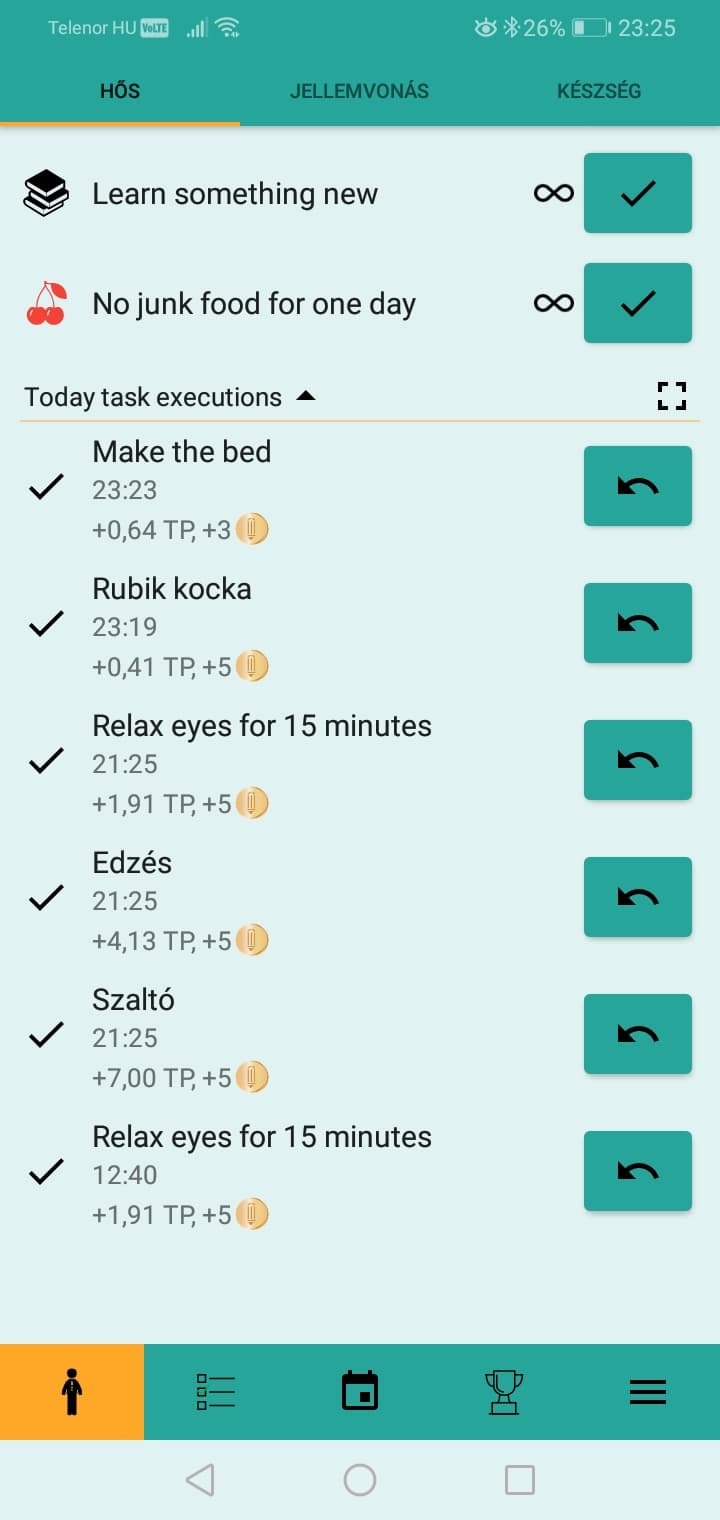 Telenor HU VoLTE 26% 23:25
HŐS JELLEMVONÁS KÉSZSÉG
Learn something new
No junk food for one day
Today task executions
Make the bed
23:23
+0,64 TP, +3
Rubik kocka
23:19
+0,41 TP, +5
Relax eyes for 15 minutes
21:25
+1,91 TP, +5
Edzés
21:25
+4,13 TP, +5
Szaltó
21:25
+7,00 TP, +5
Relax eyes for 15 minutes
12:40
+1,91 TP, +5